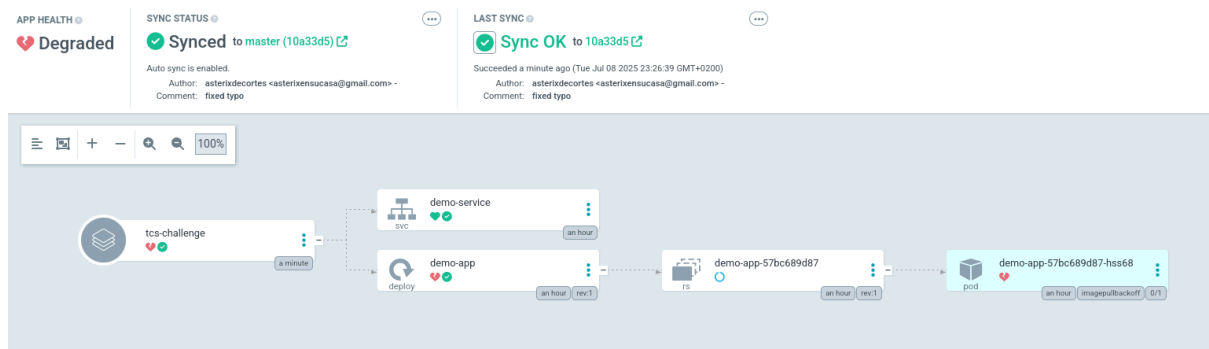 APP HEALTH
Degraded
SYNC STATUS
Synced to master (10a33d5)
Auto sync is enabled.
Author: asterixdecortes <asterixensucasa@gmail.com> -
Comment: fixed typo
LAST SYNC
Sync OK to 10a33d5
Succeeded a minute ago (Tue Jul 08 2025 23:26:39 GMT+0200)
Author: asterixdecortes <asterixensucasa@gmail.com> -
Comment: fixed typo
100%
tcs-challenge
a minute
demo-service
svc
an hour
demo-app
deploy
an hour rev:1
demo-app-57bc689d87
rs
an hour rev:1
demo-app-57bc689d87-hss68
pod
an hour imagepullbackoff 0/1